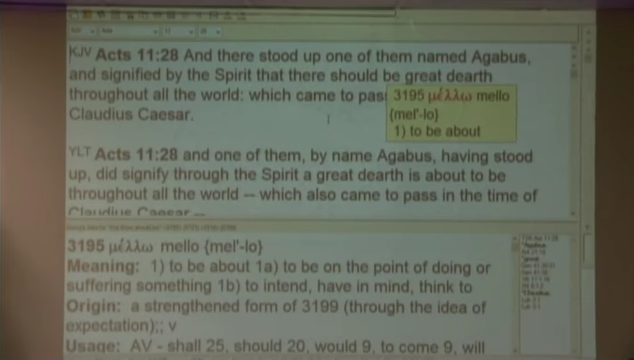 KJV Acts 11:28 And there stood up one of them named Agabus,
and signified by the Spirit that there should be great dearth
throughout all the world: which came to pas
Claudius Caesar.
3195 μέλλω mello
{mel'-lo}
1) to be about
YLT Acts 11:28 and one of them, by name Agabus, having stood
up, did signify through the Spirit a great dearth is about to be
throughout all the world -- which also came to pass in the time of
Claudius Caesar --
3195 μέλλω mello {mel'-lo}
Meaning: 1) to be about 1a) to be on the point of doing or
suffering something 1b) to intend, have in mind, think to
Origin: a strengthened form of 3199 (through the idea of
expectation);; v
Usage: AV - shall 25, should 20, would 9, to come 9, will